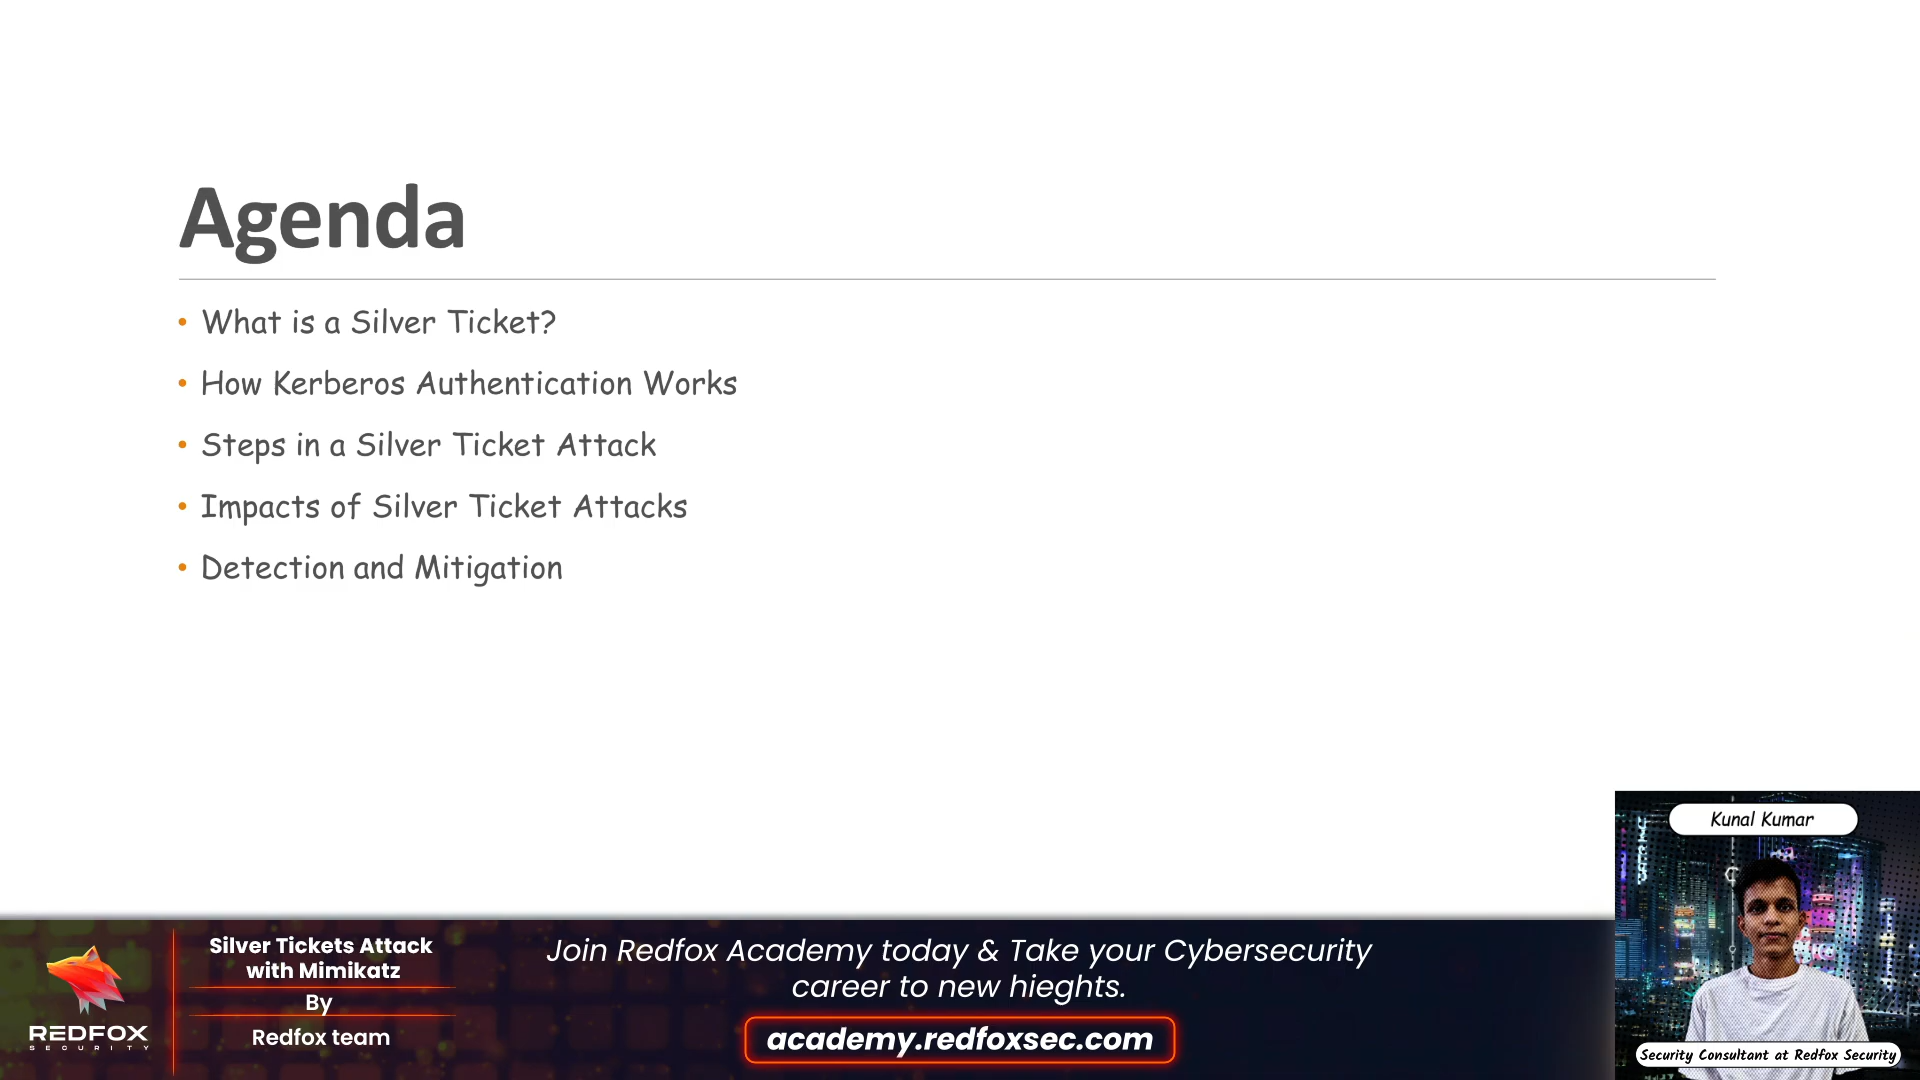 Agenda
• What is a Silver Ticket?
• How Kerberos Authentication Works
• Steps in a Silver Ticket Attack
• Impacts of Silver Ticket Attacks
• Detection and Mitigation
Kunal Kumar
Security Consultant at Redfox Security
REDFOX
SECURITY
Silver Tickets Attack
with Mimikatz
By
Redfox team
Join Redfox Academy today & Take your Cybersecurity
career to new hieghts.
academy.redfoxsec.com